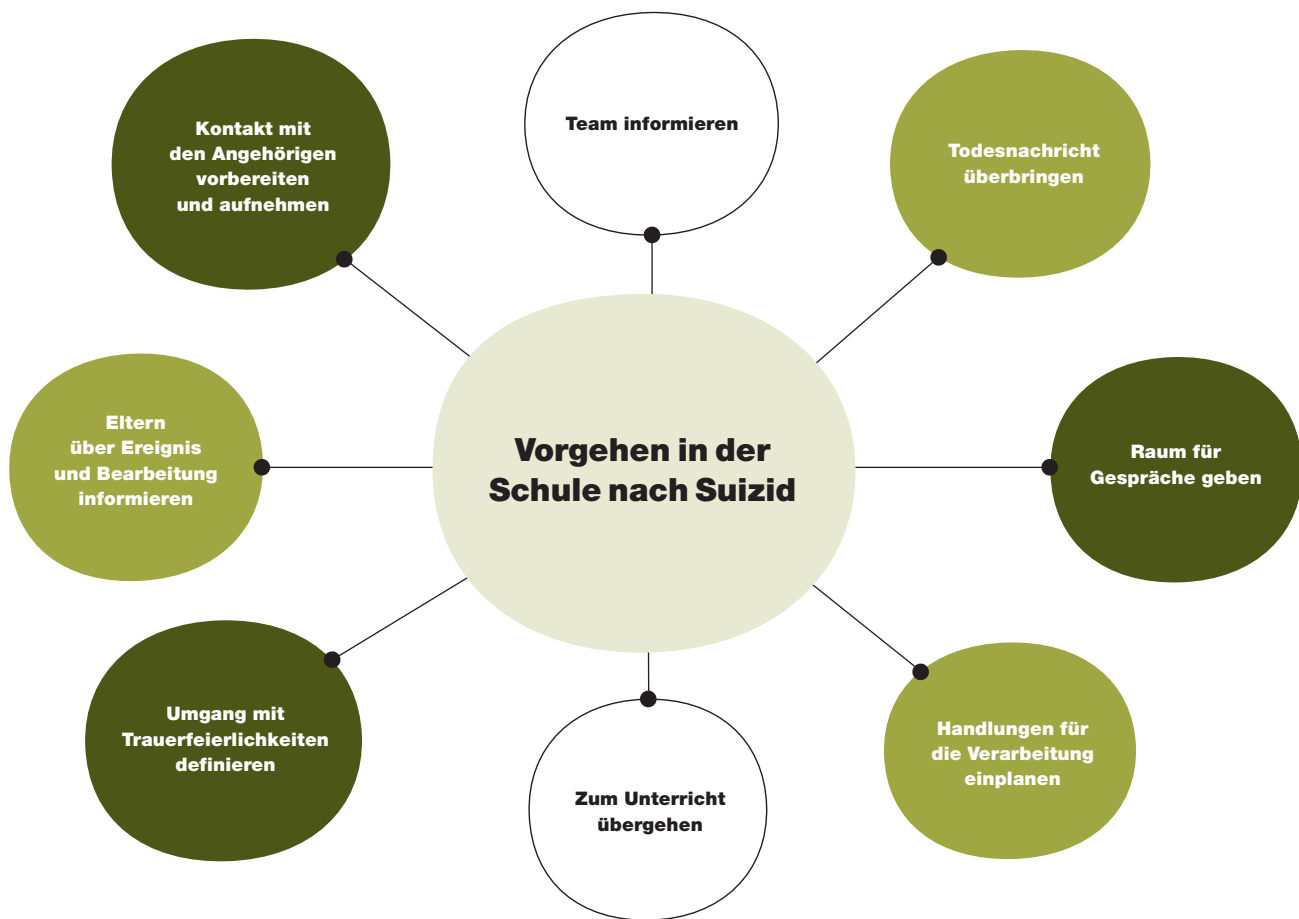 Team informieren
Kontakt mit
den Angehörigen
vorbereiten
und aufnehmen
Todesnachricht
überbringen
Eltern
über Ereignis
und Bearbeitung
informieren
Vorgehen in der
Schule nach Suizid
Raum für
Gespräche geben
Umgang mit
Trauerfeierlichkeiten
definieren
Zum Unterricht
übergehen
Handlungen für
die Verarbeitung
einplanen